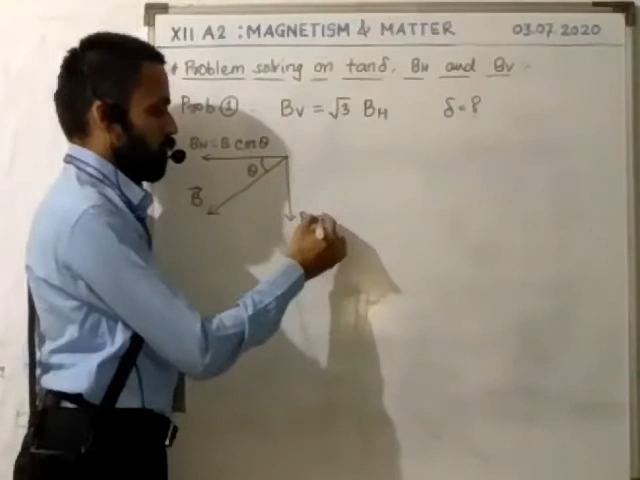 XII A2 : MAGNETISM & MATTER 03.07.2020
* Problem solving on tanδ, BH and BV
Prob ① BV = √3 BH δ = ?
BH = B cosθ
θ
B⃗